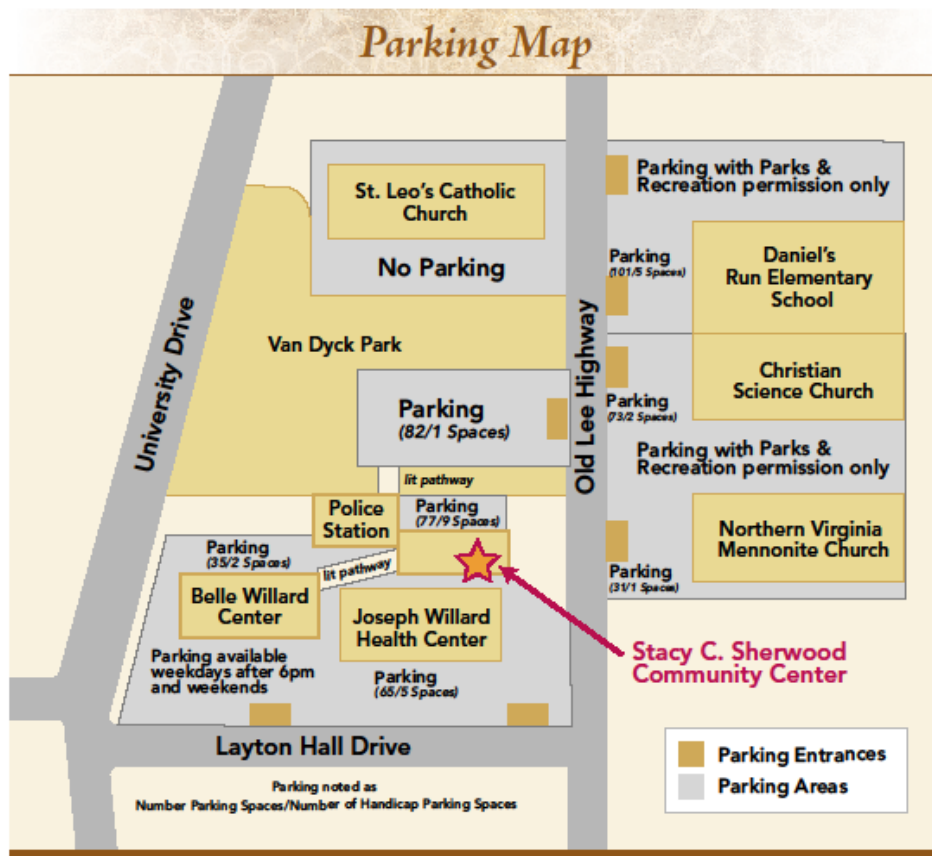 Parking Map
St. Leo's Catholic
Church
No Parking
Parking with Parks &
Recreation permission only
Parking
(101/5 Spaces)
Daniel's
Run Elementary
School
University Drive
Van Dyck Park
Old Lee Highway
Christian
Science Church
Parking
(82/1 Spaces)
Parking
(73/2 Spaces)
Parking with Parks &
Recreation permission only
lit pathway
Police
Station
Parking
(77/9 Spaces)
Northern Virginia
Mennonite Church
Parking
(35/2 Spaces)
lit pathway
Parking
(31/1 Spaces)
Belle Willard
Center
Joseph Willard
Health Center
Stacy C. Sherwood
Community Center
Parking available
weekdays after 6pm
and weekends
Parking
(65/5 Spaces)
Layton Hall Drive
Parking Entrances
Parking Areas
Parking noted as
Number Parking Spaces/Number of Handicap Parking Spaces